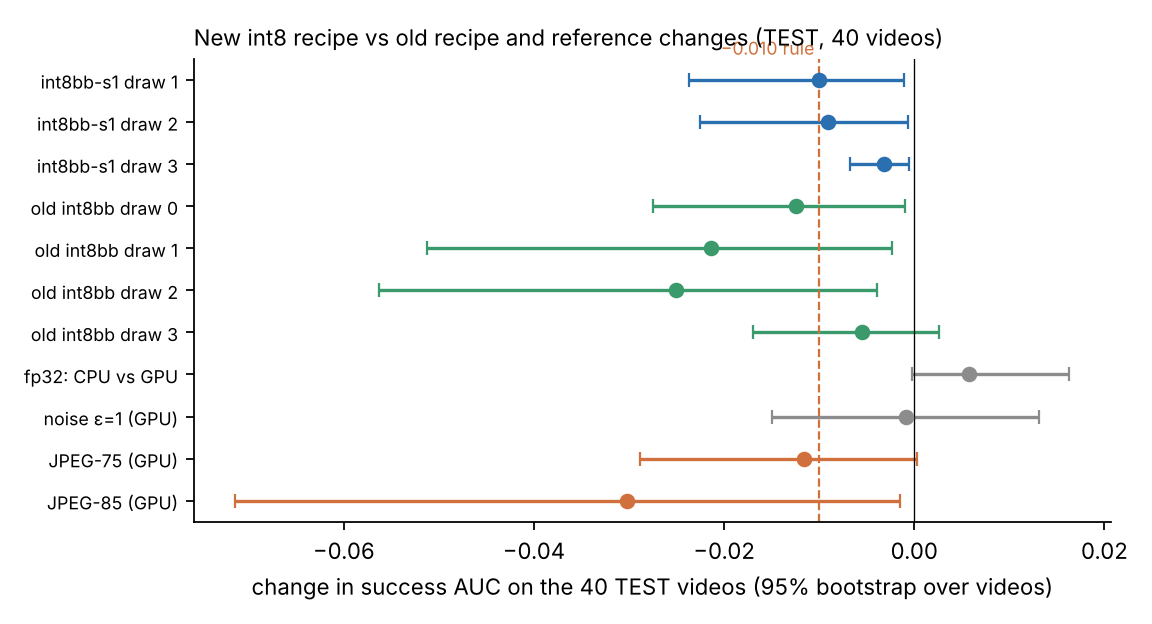 New int8 recipe vs old recipe and reference changes (TEST, 40 videos)
−0.010 rule
int8bb-s1 draw 1
int8bb-s1 draw 2
int8bb-s1 draw 3
old int8bb draw 0
old int8bb draw 1
old int8bb draw 2
old int8bb draw 3
fp32: CPU vs GPU
noise ε=1 (GPU)
JPEG-75 (GPU)
JPEG-85 (GPU)
−0.06 −0.04 −0.02 0.00 0.02
change in success AUC on the 40 TEST videos (95% bootstrap over videos)